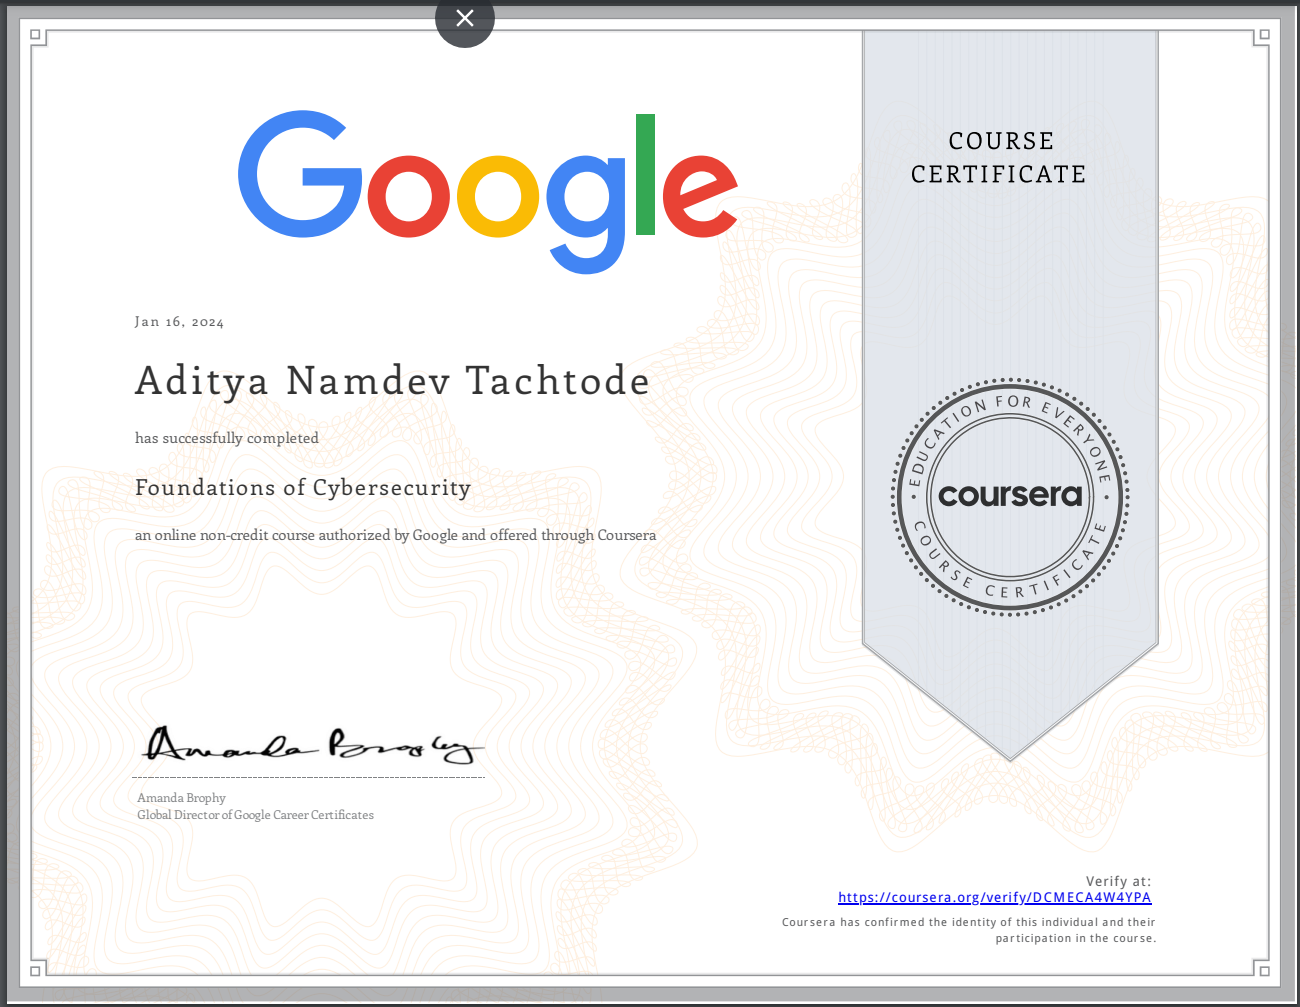 Google
COURSE
CERTIFICATE
Jan 16, 2024
Aditya Namdev Tachtode
has successfully completed
Foundations of Cybersecurity
an online non-credit course authorized by Google and offered through Coursera
EDUCATION FOR EVERYONE
coursera
COURSE CERTIFICATE
Amanda Brophy
Amanda Brophy
Global Director of Google Career Certificates
Verify at:
https://coursera.org/verify/DCMECA4W4YPA
Coursera has confirmed the identity of this individual and their
participation in the course.